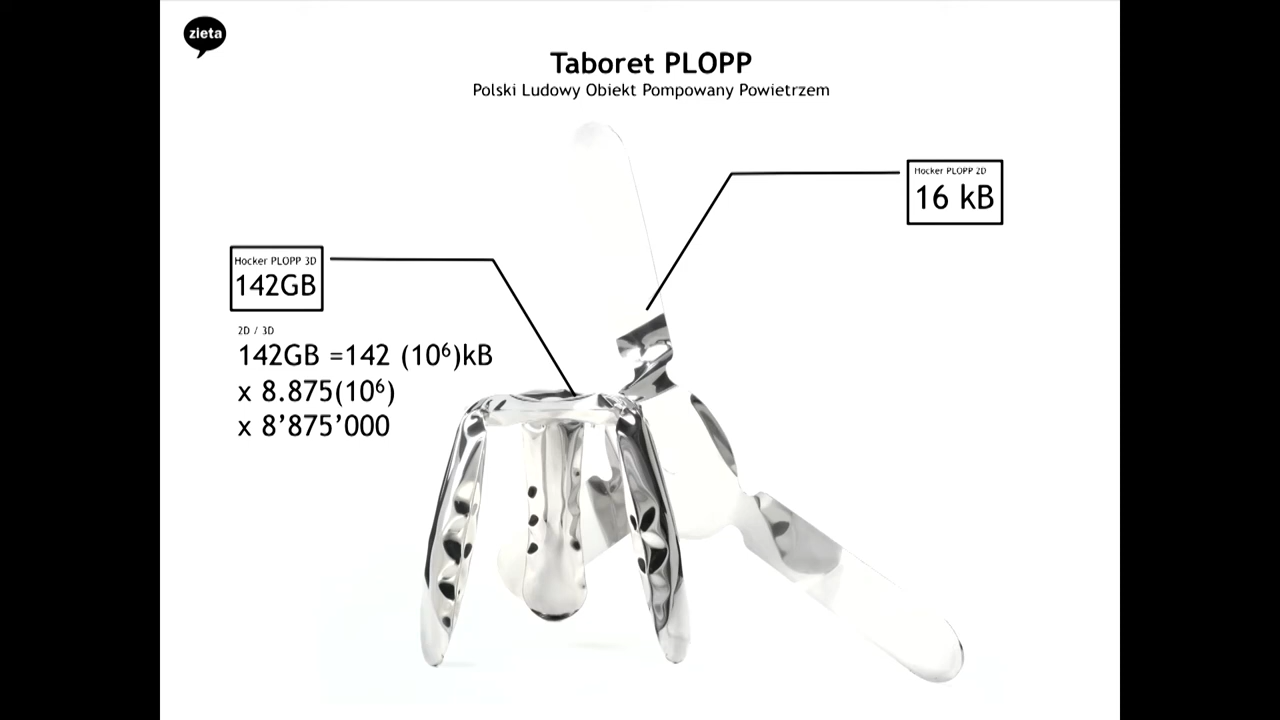 zieta
Taboret PLOPP
Polski Ludowy Obiekt Pompowany Powietrzem
Hocker PLOPP 2D
16 kB
Hocker PLOPP 3D
142GB
2D / 3D
142GB =142 (10⁶)kB
x 8.875(10⁶)
x 8’875’000